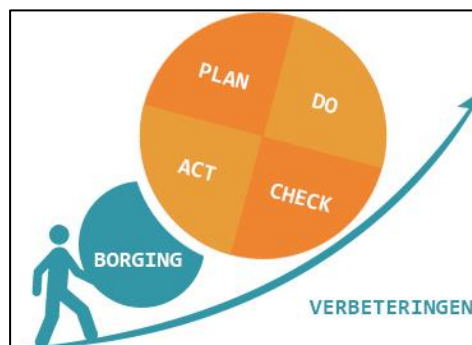 PLAN
DO
ACT
CHECK
BORGING
VERBETERINGEN